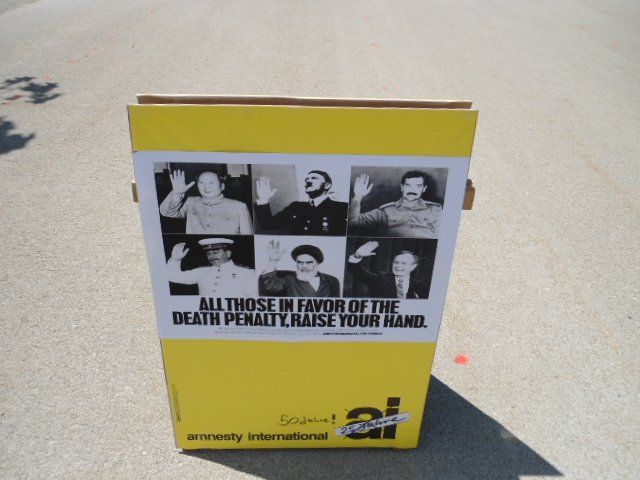 ALL THOSE IN FAVOR OF THE
DEATH PENALTY, RAISE YOUR HAND.
50 Jahre!
ai
25 Jahre
amnesty international